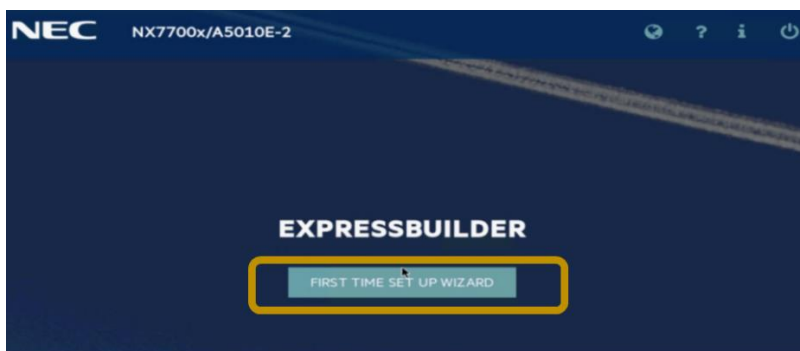 NEC NX7700x/A5010E-2 ? i
EXPRESSBUILDER
FIRST TIME SET UP WIZARD